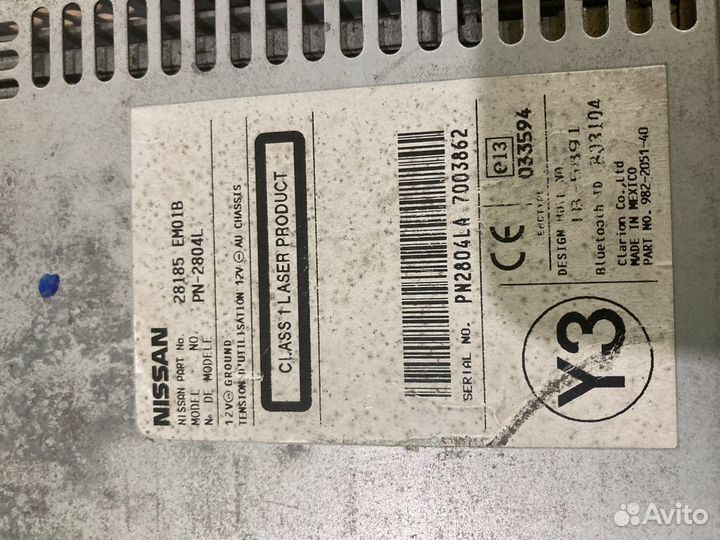 NISSAN
NISSAN PART No. 28185 EM01B
MODEL NO. PN-2804L
No DE MODELE
12V⊖ GROUND
TENSION D'UTILISATION 12V ⊖ AU CHASSIS
CLASS 1 LASER PRODUCT
SERIAL NO. PN2804LA 7003862
CE
e13
033594
DESIGN
Bluetooth ID B03104
Clarion Co.,Ltd
MADE IN MEXICO
PART NO. 982-2051-40
Y3
Avito